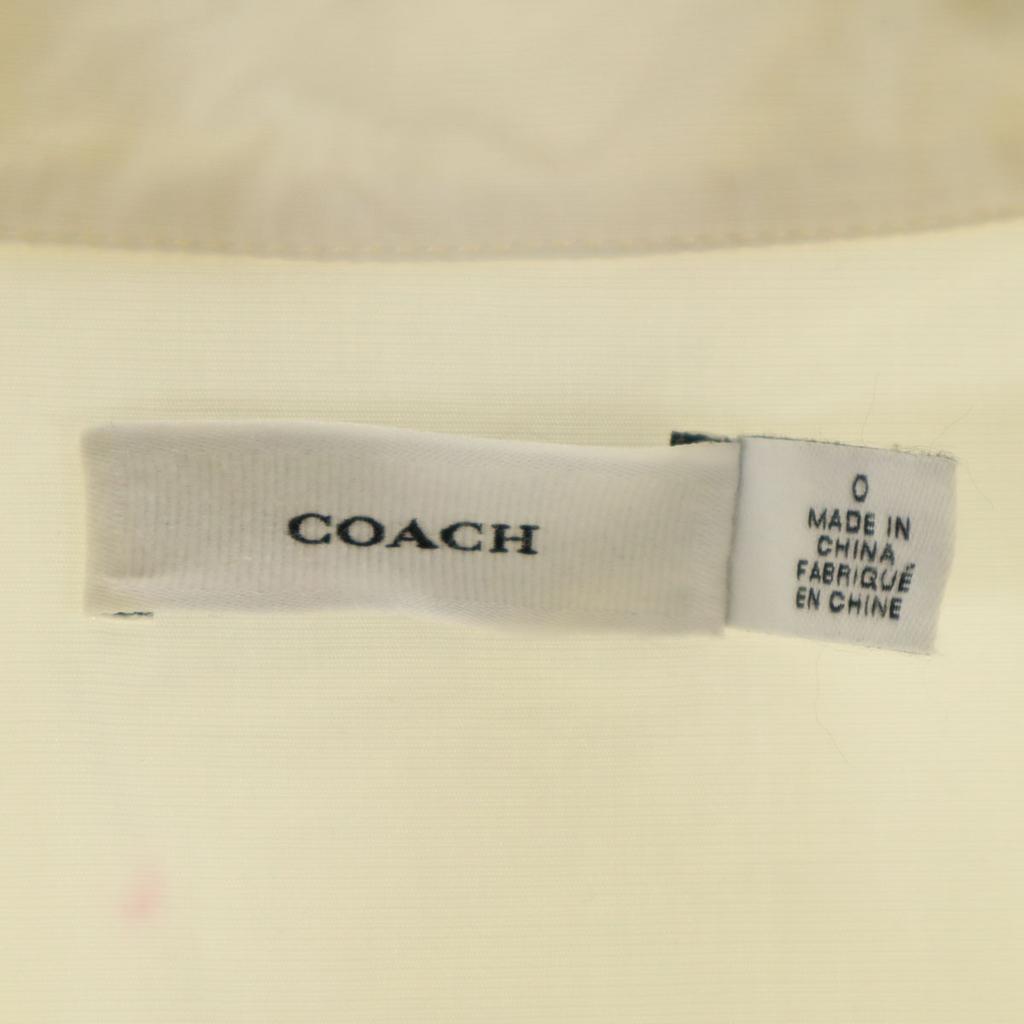 COACH
0
MADE IN
CHINA
FABRIQUÉ
EN CHINE